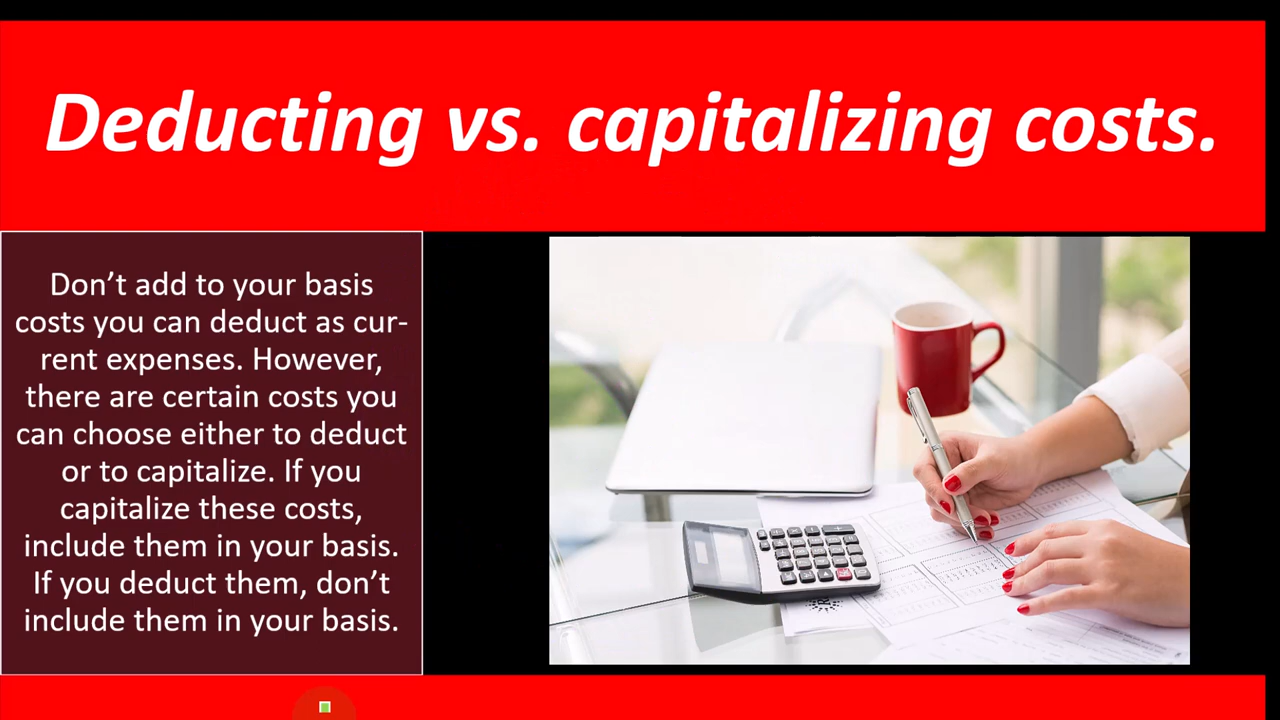 Deducting vs. capitalizing costs.
Don’t add to your basis
costs you can deduct as cur-
rent expenses. However,
there are certain costs you
can choose either to deduct
or to capitalize. If you
capitalize these costs,
include them in your basis.
If you deduct them, don’t
include them in your basis.